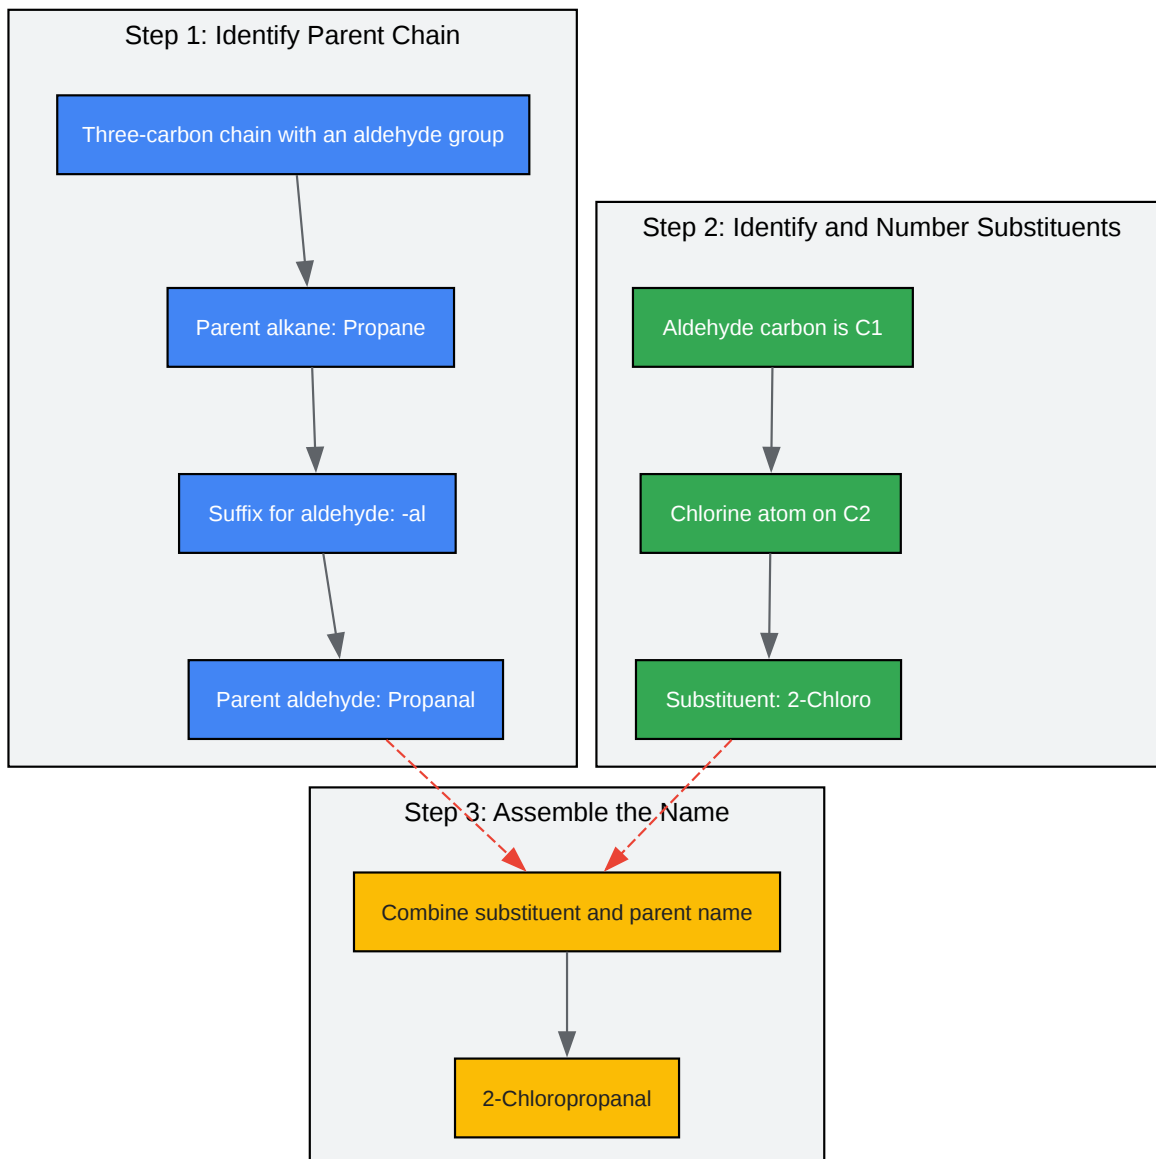 Step 1: Identify Parent Chain
Three-carbon chain with an aldehyde group
Parent alkane: Propane
Suffix for aldehyde: -al
Parent aldehyde: Propanal
Step 2: Identify and Number Substituents
Aldehyde carbon is C1
Chlorine atom on C2
Substituent: 2-Chloro
Step 3: Assemble the Name
Combine substituent and parent name
2-Chloropropanal